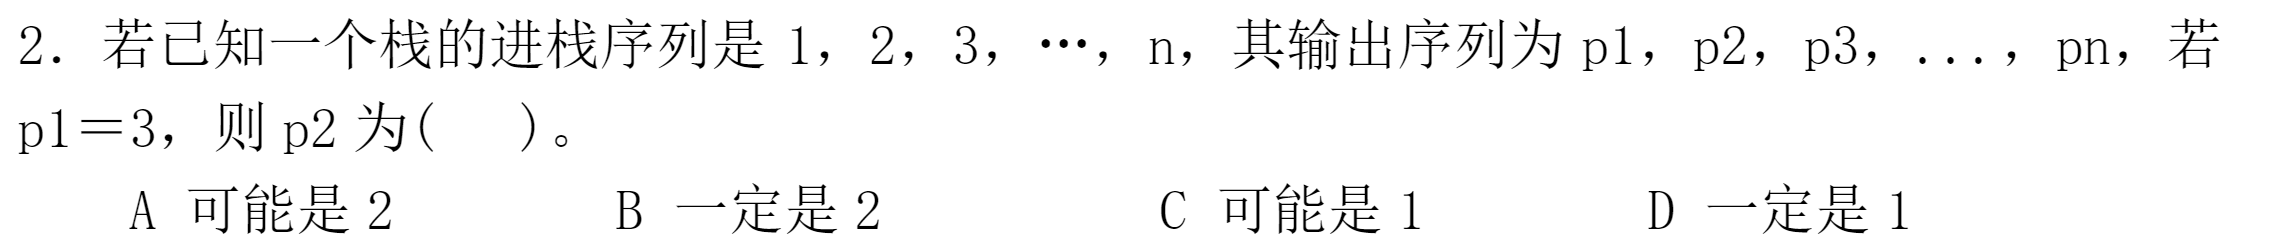 2. 若已知一个栈的进栈序列是 1，2，3，…，n，其输出序列为 p1，p2，p3，...，pn，若
p1＝3，则 p2 为(    )。
A 可能是 2    B 一定是 2    C 可能是 1    D 一定是 1